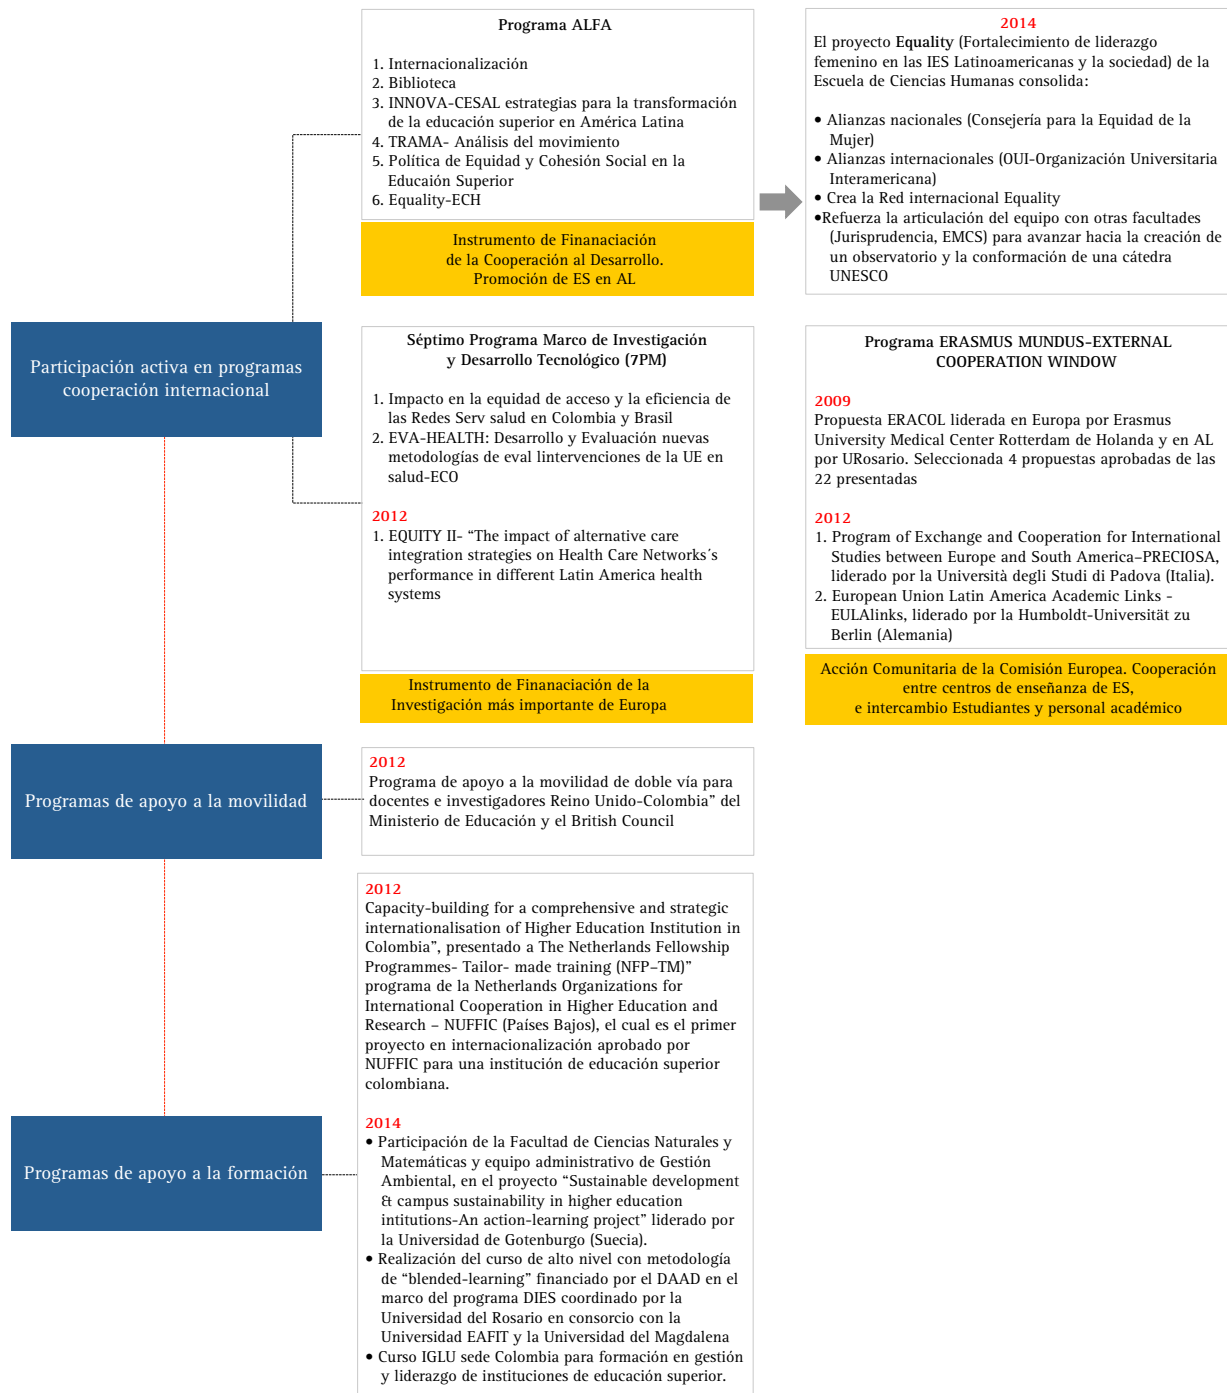 Programa ALFA
1. Internacionalización
2. Biblioteca
3. INNOVA-CESAL estrategias para la transformación
de la educación superior en América Latina
4. TRAMA- Análisis del movimiento
5. Política de Equidad y Cohesión Social en la
Educaión Superior
6. Equality-ECH
Instrumento de Finanaciación
de la Cooperación al Desarrollo.
Promoción de ES en AL
2014
El proyecto Equality (Fortalecimiento de liderazgo
femenino en las IES Latinoamericanas y la sociedad) de la
Escuela de Ciencias Humanas consolida:
• Alianzas nacionales (Consejería para la Equidad de la
Mujer)
• Alianzas internacionales (OUI-Organización Universitaria
Interamericana)
• Crea la Red internacional Equality
•Refuerza la articulación del equipo con otras facultades
(Jurisprudencia, EMCS) para avanzar hacia la creación de
un observatorio y la conformación de una cátedra
UNESCO
Participación activa en programas
cooperación internacional
Séptimo Programa Marco de Investigación
y Desarrollo Tecnológico (7PM)
1. Impacto en la equidad de acceso y la eficiencia de
las Redes Serv salud en Colombia y Brasil
2. EVA-HEALTH: Desarrollo y Evaluación nuevas
metodologías de eval lintervenciones de la UE en
salud-ECO
2012
1. EQUITY II- “The impact of alternative care
integration strategies on Health Care Networks´s
performance in different Latin America health
systems
Instrumento de Finanaciación de la
Investigación más importante de Europa
Programa ERASMUS MUNDUS-EXTERNAL
COOPERATION WINDOW
2009
Propuesta ERACOL liderada en Europa por Erasmus
University Medical Center Rotterdam de Holanda y en AL
por URosario. Seleccionada 4 propuestas aprobadas de las
22 presentadas
2012
1. Program of Exchange and Cooperation for International
Studies between Europe and South America–PRECIOSA,
liderado por la Università degli Studi di Padova (Italia).
2. European Union Latin America Academic Links -
EULAlinks, liderado por la Humboldt-Universität zu
Berlin (Alemania)
Acción Comunitaria de la Comisión Europea. Cooperación
entre centros de enseñanza de ES,
e intercambio Estudiantes y personal académico
Programas de apoyo a la movilidad
2012
Programa de apoyo a la movilidad de doble vía para
docentes e investigadores Reino Unido-Colombia” del
Ministerio de Educación y el British Council
Programas de apoyo a la formación
2012
Capacity-building for a comprehensive and strategic
internationalisation of Higher Education Institution in
Colombia”, presentado a The Netherlands Fellowship
Programmes- Tailor- made training (NFP–TM)”
programa de la Netherlands Organizations for
International Cooperation in Higher Education and
Research – NUFFIC (Países Bajos), el cual es el primer
proyecto en internacionalización aprobado por
NUFFIC para una institución de educación superior
colombiana.
2014
• Participación de la Facultad de Ciencias Naturales y
Matemáticas y equipo administrativo de Gestión
Ambiental, en el proyecto “Sustainable development
& campus sustainability in higher education
intitutions-An action-learning project” liderado por
la Universidad de Gotenburgo (Suecia).
• Realización del curso de alto nivel con metodología
de “blended-learning” financiado por el DAAD en el
marco del programa DIES coordinado por la
Universidad del Rosario en consorcio con la
Universidad EAFIT y la Universidad del Magdalena
• Curso IGLU sede Colombia para formación en gestión
y liderazgo de instituciones de educación superior.